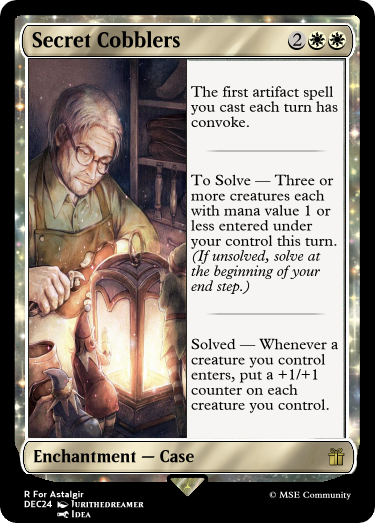 Secret Cobblers 2
The first artifact spell
you cast each turn has
convoke.
To Solve — Three or
more creatures each
with mana value 1 or
less entered under
your control this turn.
(If unsolved, solve at
the beginning of your
end step.)
Solved — Whenever a
creature you control
enters, put a +1/+1
counter on each
creature you control.
Enchantment — Case
R For Astalgir
DEC24 Jurithedreamer © MSE Community
Idea